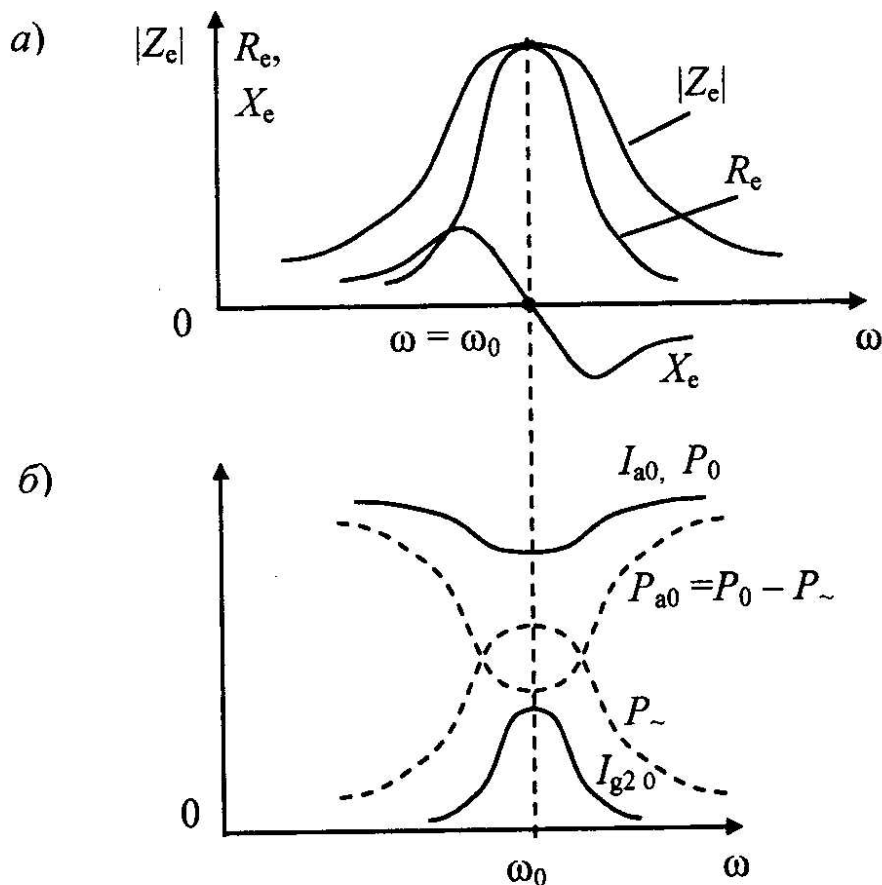 а)
|Z_e| R_e,
X_e
|Z_e|
R_e
0
ω = ω_0
ω
X_e
б)
I_a0, P_0
P_a0 = P_0 – P_~
P_~
I_g2 0
0
ω_0
ω